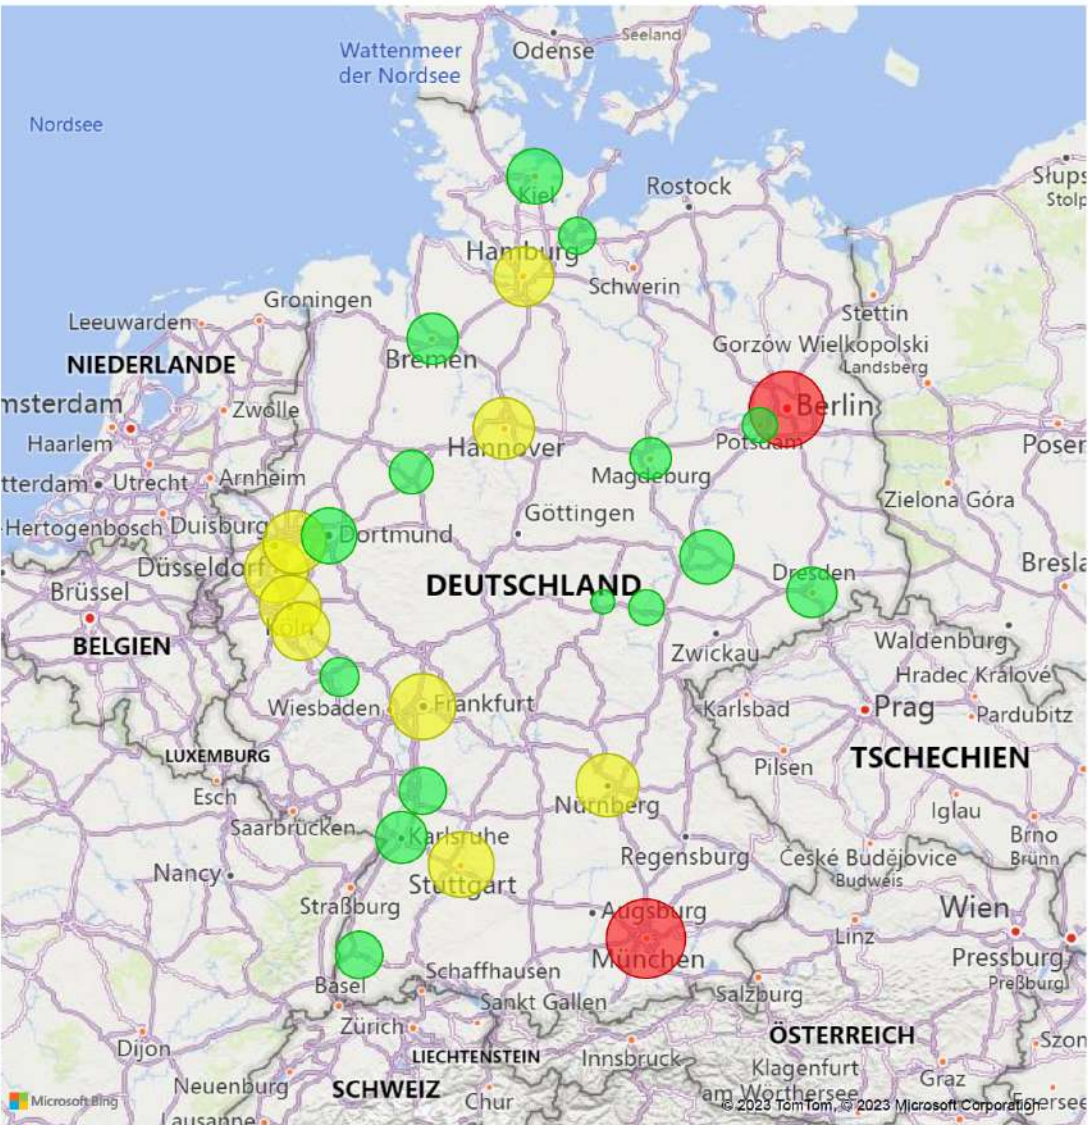 Wattenmeer
der Nordsee
Odense
Seeland
Nordsee
Kiel
Rostock
Słups
Stolp
Hamburg
Schwerin
Groningen
Leeuwarden
Stettin
NIEDERLANDE
Bremen
Gorzów Wielkopolski
Landsberg
msterdam
Zwolle
Berlin
Haarlem
Hannover
Potsdam
Poser
tterdam
Utrecht
Arnheim
Magdeburg
Zielona Góra
-Hertogenbosch
Duisburg
Göttingen
Dortmund
Düsseldorf
Dresden
Bresla
Brüssel
DEUTSCHLAND
Köln
BELGIEN
Zwickau
Waldenburg
Hradec Králové
Wiesbaden
Frankfurt
Karlsbad
Prag
Pardubitz
LUXEMBURG
TSCHECHIEN
Pilsen
Esch
Nürnberg
Iglau
Saarbrücken
Karlsruhe
Brno
Brünn
Regensburg
České Budějovice
Budweis
Nancy
Stuttgart
Straßburg
Augsburg
Wien
Linz
München
Pressburg
Preßburg
Basel
Schaffhausen
Salzburg
Sankt Gallen
Zürich
ÖSTERREICH
Dijon
Szon
LIECHTENSTEIN
Innsbruck
Klagenfurt
am Wörthersee
Graz
Neuenburg
SCHWEIZ
Chur
Microsoft Bing
© 2023 TomTom, © 2023 Microsoft Corporation
Egersee
Lausanne